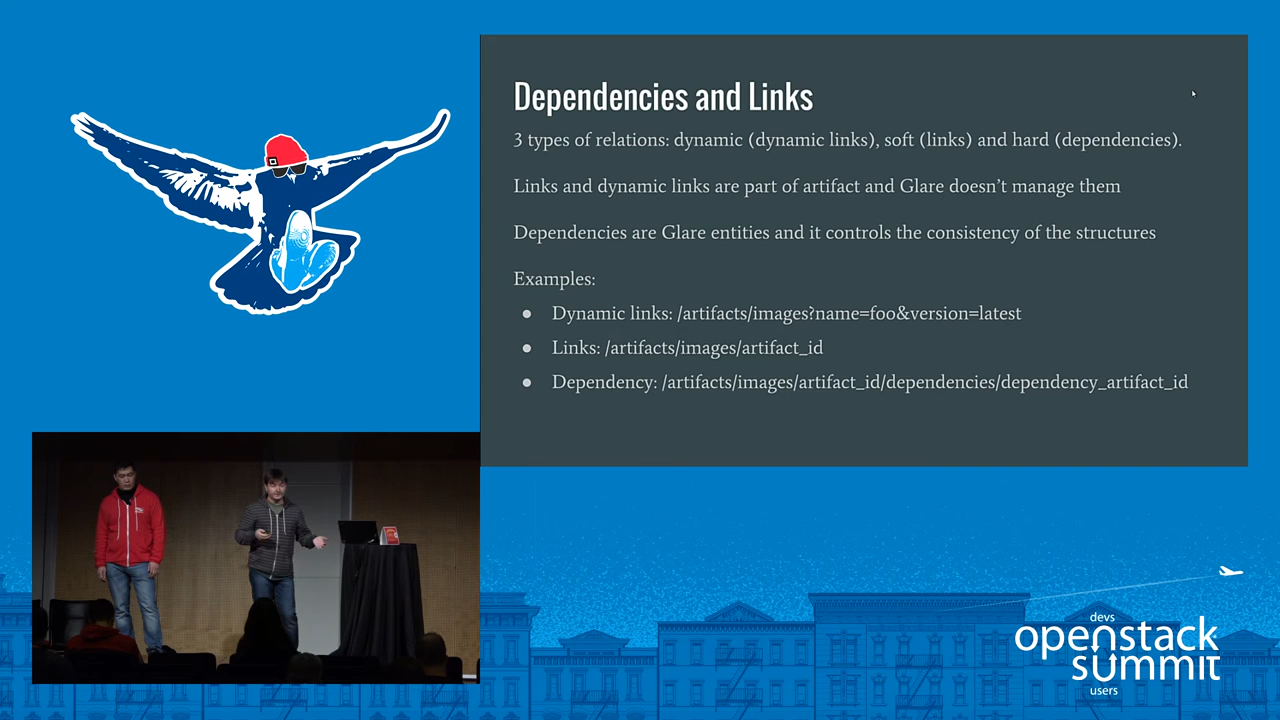 Dependencies and Links
3 types of relations: dynamic (dynamic links), soft (links) and hard (dependencies).
Links and dynamic links are part of artifact and Glare doesn’t manage them
Dependencies are Glare entities and it controls the consistency of the structures
Examples:
● Dynamic links: /artifacts/images?name=foo&version=latest
● Links: /artifacts/images/artifact_id
● Dependency: /artifacts/images/artifact_id/dependencies/dependency_artifact_id
devs
openstack
summit
users